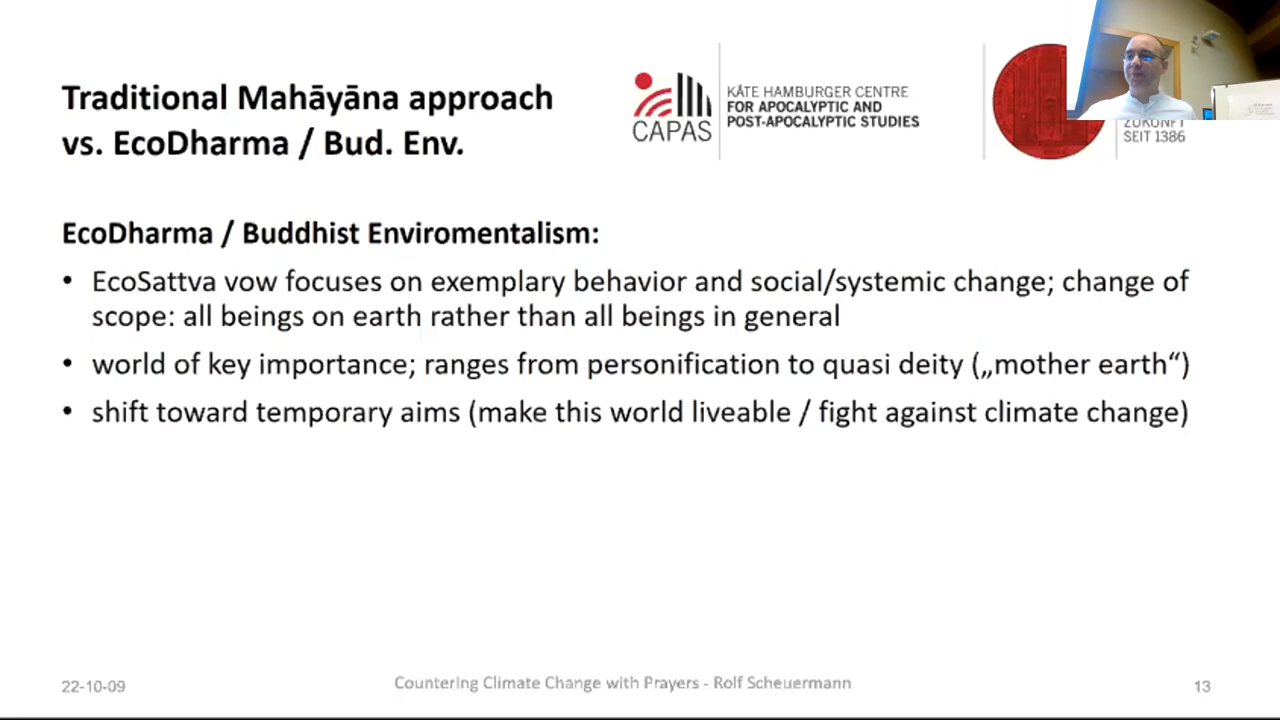 Traditional Mahāyāna approach
vs. EcoDharma / Bud. Env.
CAPAS
KÄTE HAMBURGER CENTRE
FOR APOCALYPTIC AND
POST-APOCALYPTIC STUDIES
ZUKUNFT
SEIT 1386
EcoDharma / Buddhist Enviromentalism:
• EcoSattva vow focuses on exemplary behavior and social/systemic change; change of
scope: all beings on earth rather than all beings in general
• world of key importance; ranges from personification to quasi deity („mother earth“)
• shift toward temporary aims (make this world liveable / fight against climate change)
22-10-09
Countering Climate Change with Prayers - Rolf Scheuermann
13